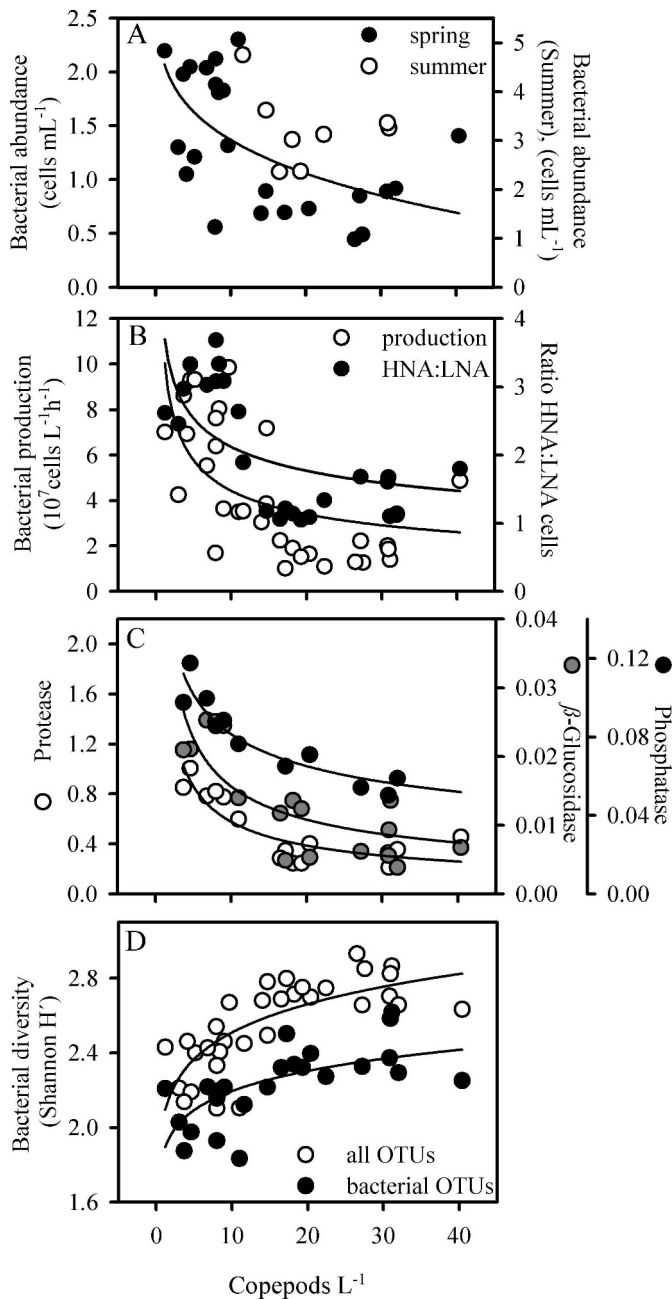 A
spring
summer
2.5
2.0
1.5
1.0
0.5
0.0
Bacterial abundance
(cells mL⁻¹)
5
4
3
2
1
0
Bacterial abundance
(Summer), (cells mL⁻¹)
B
production
HNA:LNA
12
10
8
6
4
2
0
Bacterial production
(10⁷cells L⁻¹h⁻¹)
4
3
2
1
0
Ratio HNA:LNA
cells
C
2.0
1.6
1.2
0.8
0.4
0.0
Protease
0.04
0.03
0.02
0.01
0.00
β-Glucosidase
0.12
0.08
0.04
0.00
Phosphatase
D
2.8
2.4
2.0
1.6
Bacterial diversity
(Shannon H´)
all OTUs
bacterial OTUs
0 10 20 30 40
Copepods L⁻¹